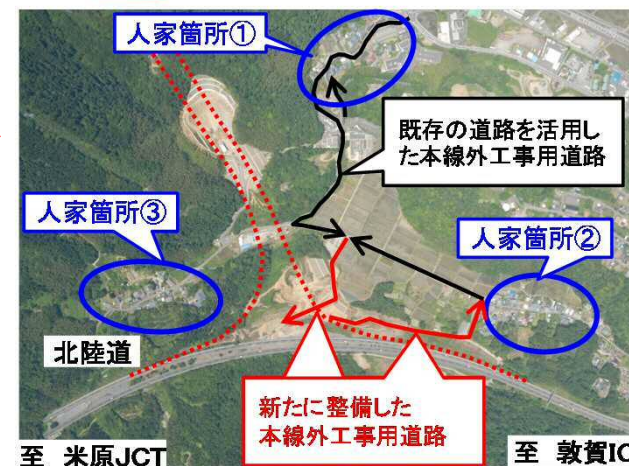 人家箇所①
既存の道路を活用し
た本線外工事用道路
人家箇所③
人家箇所②
北陸道
新たに整備した
本線外工事用道路
至 米原JCT
至 敦賀IC